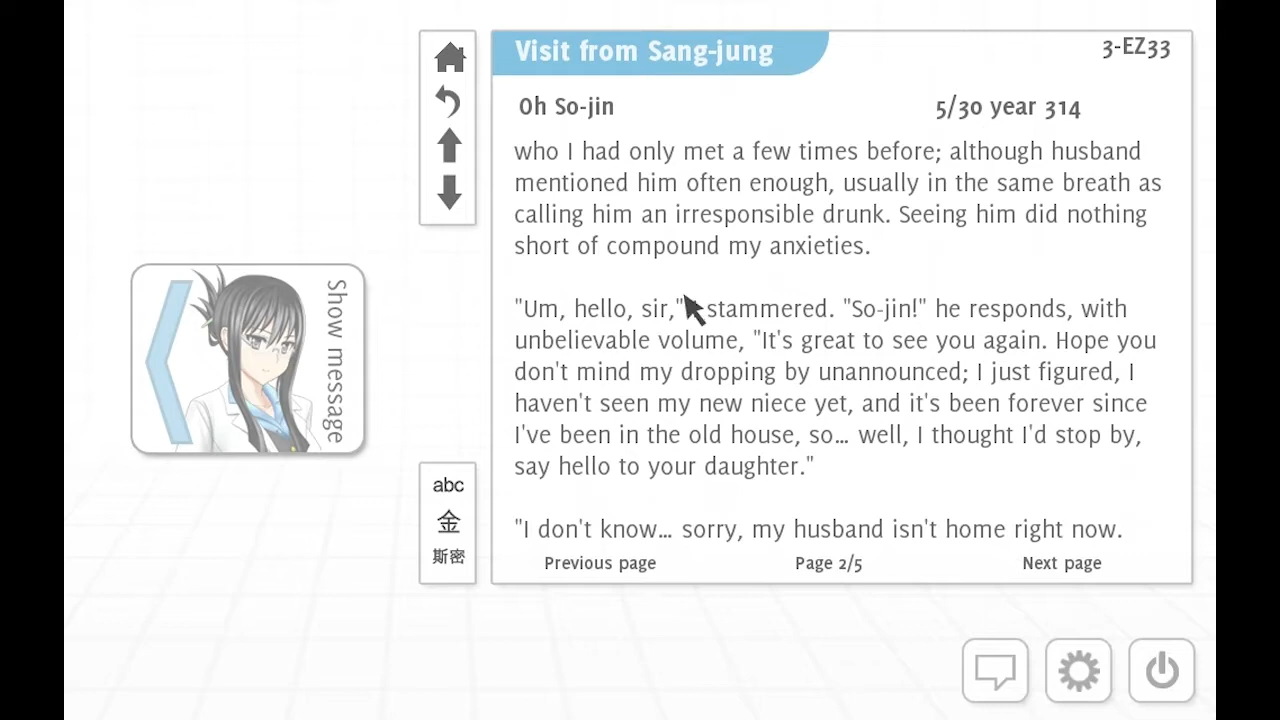 Visit from Sang-jung
3-EZ33
Oh So-jin
5/30 year 314
who I had only met a few times before; although husband
mentioned him often enough, usually in the same breath as
calling him an irresponsible drunk. Seeing him did nothing
short of compound my anxieties.
"Um, hello, sir," stammered. "So-jin!" he responds, with
unbelievable volume, "It's great to see you again. Hope you
don't mind my dropping by unannounced; I just figured, I
haven't seen my new niece yet, and it's been forever since
I've been in the old house, so… well, I thought I'd stop by,
say hello to your daughter."
"I don't know… sorry, my husband isn't home right now.
Previous page
Page 2/5
Next page
Show message
abc
金
斯密